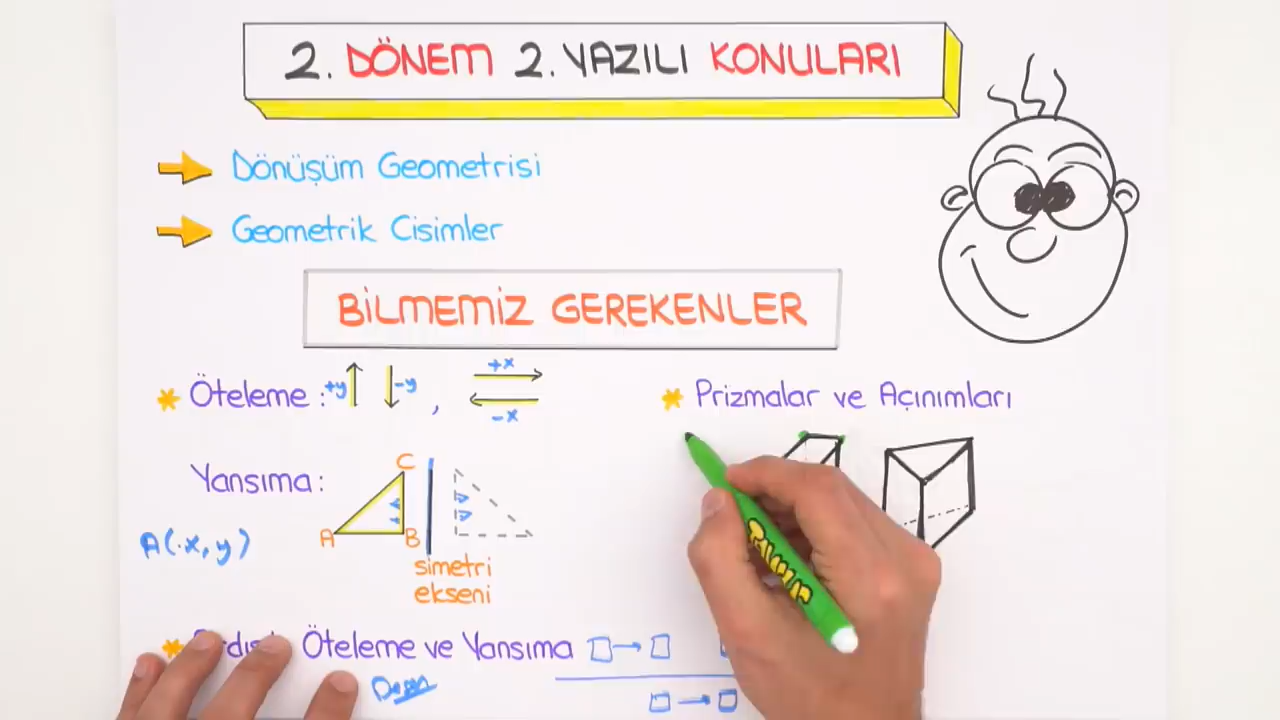 2. DÖNEM 2. YAZILI KONULARI
Dönüşüm Geometrisi
Geometrik Cisimler
BİLMEMİZ GEREKENLER
Öteleme : +y -y , +x -x
Yansıma :
A B C
A(x, y)
simetri
ekseni
Öteleme ve Yansıma
Prizmalar ve Açınımları